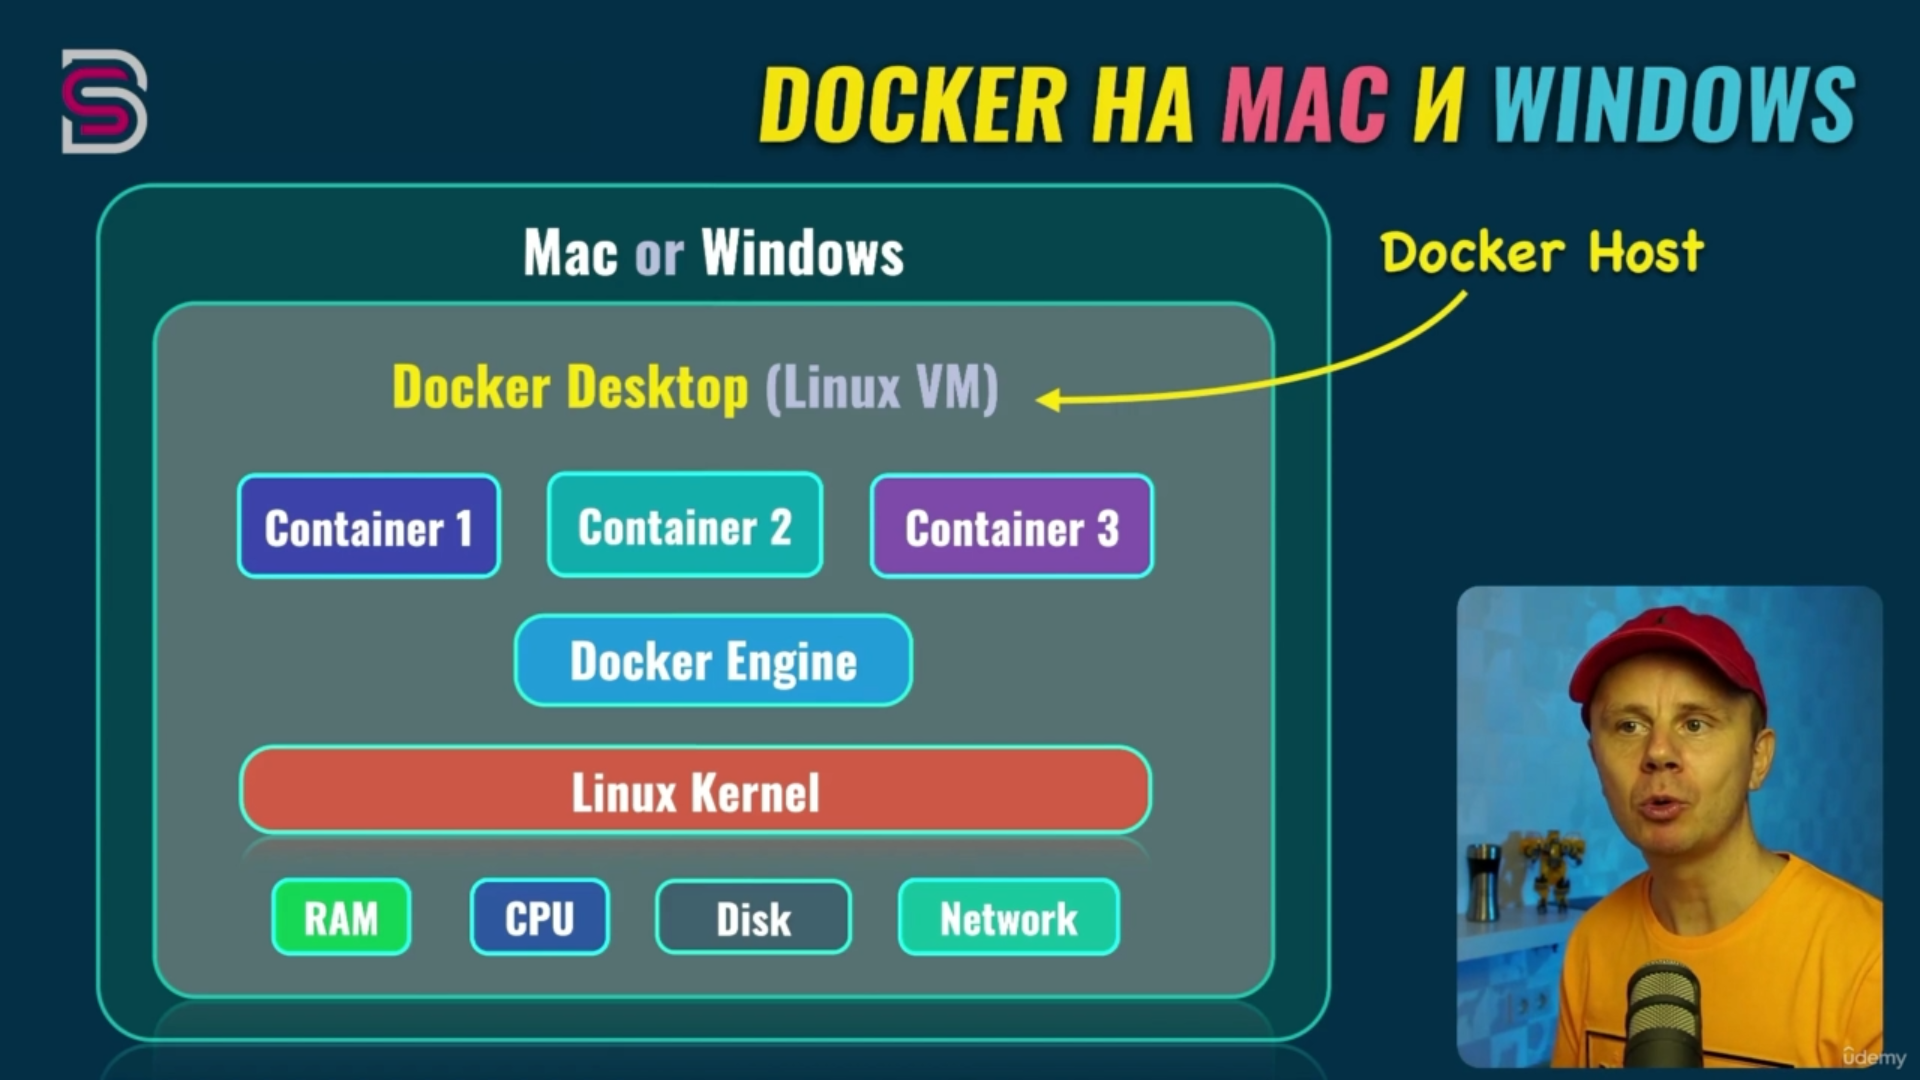 DOCKER НА MAC И WINDOWS
Mac or Windows
Docker Host
Docker Desktop (Linux VM)
Container 1
Container 2
Container 3
Docker Engine
Linux Kernel
RAM
CPU
Disk
Network
ûdemy